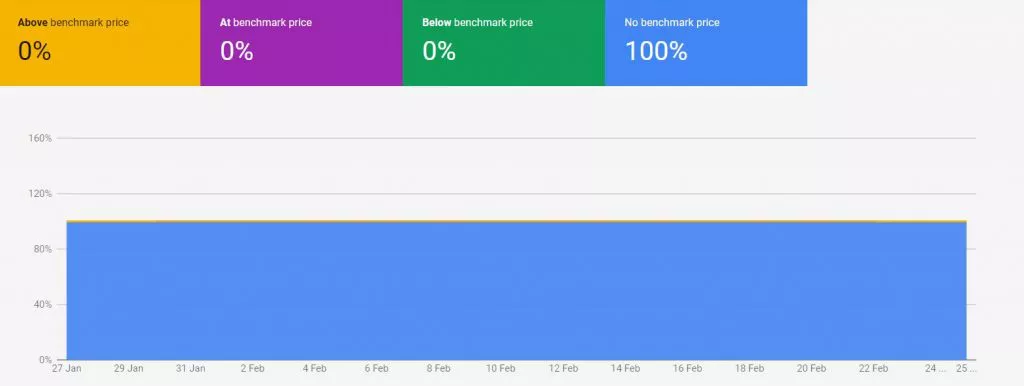 Above benchmark price
0%
At benchmark price
0%
Below benchmark price
0%
No benchmark price
100%
160%
120%
80%
40%
0%
27 Jan 29 Jan 31 Jan 2 Feb 4 Feb 6 Feb 8 Feb 10 Feb 12 Feb 14 Feb 16 Feb 18 Feb 20 Feb 22 Feb 24 ... 25 ...